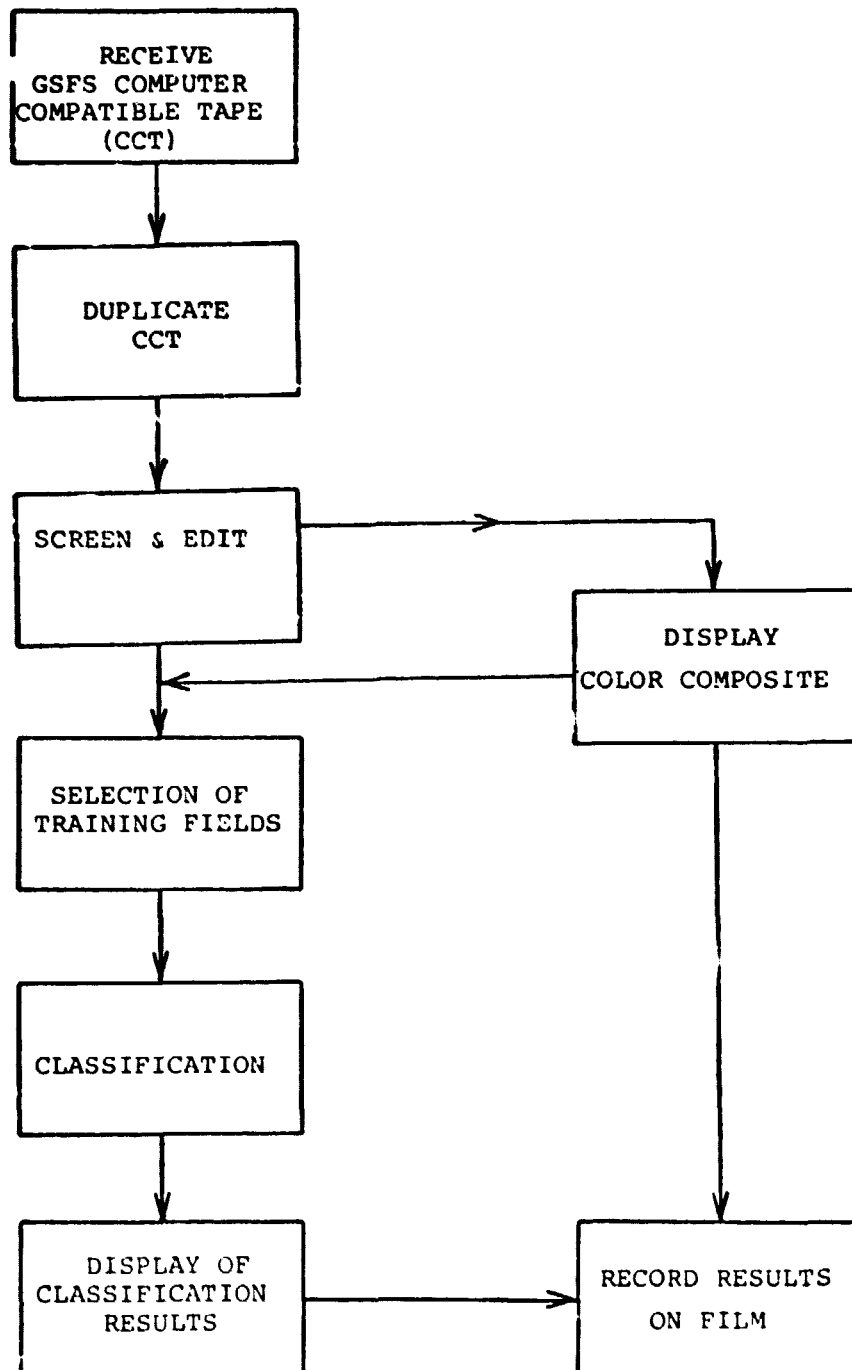 RECEIVE
GSFS COMPUTER
COMPATIBLE TAPE
(CCT)
DUPLICATE
CCT
SCREEN & EDIT
DISPLAY
COLOR COMPOSITE
SELECTION OF
TRAINING FIELDS
CLASSIFICATION
DISPLAY OF
CLASSIFICATION
RESULTS
RECORD RESULTS
ON FILM